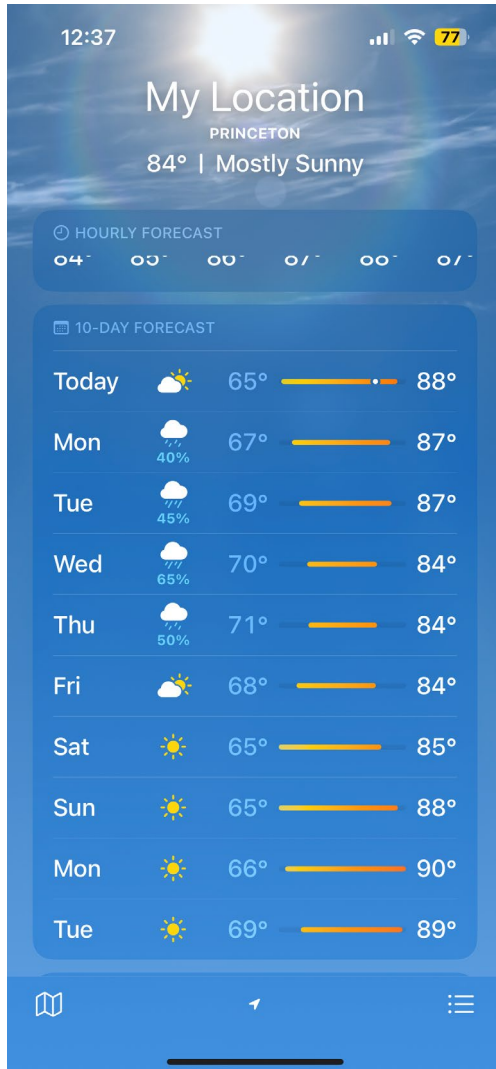 12:37 77
My Location
PRINCETON
84° | Mostly Sunny
HOURLY FORECAST
10-DAY FORECAST
Today 65° 88°
Mon 40% 67° 87°
Tue 45% 69° 87°
Wed 65% 70° 84°
Thu 50% 71° 84°
Fri 68° 84°
Sat 65° 85°
Sun 65° 88°
Mon 66° 90°
Tue 69° 89°